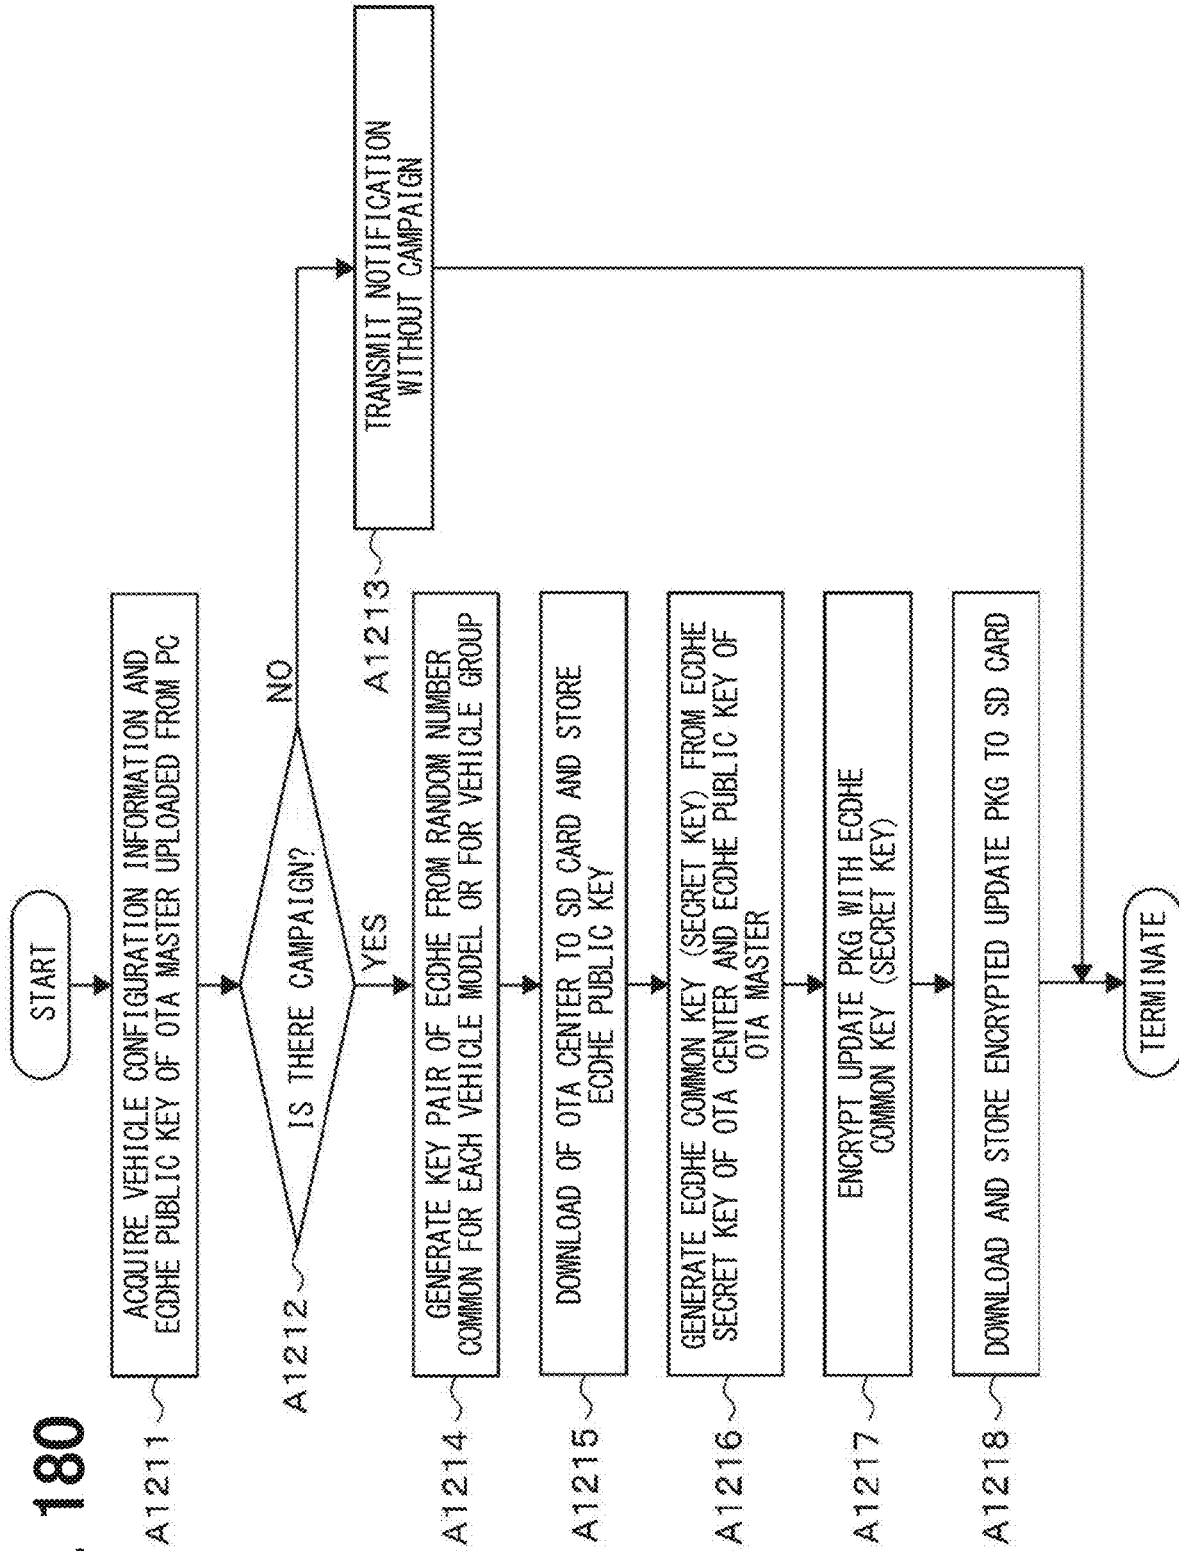 180
START
A1211
ACQUIRE VEHICLE CONFIGURATION INFORMATION AND
ECDHE PUBLIC KEY OF OTA MASTER UPLOADED FROM PC
A1212
IS THERE CAMPAIGN?
NO
YES
A1213
TRANSMIT NOTIFICATION
WITHOUT CAMPAIGN
A1214
GENERATE KEY PAIR OF ECDHE FROM RANDOM NUMBER
COMMON FOR EACH VEHICLE MODEL OR FOR VEHICLE GROUP
A1215
DOWNLOAD OF OTA CENTER TO SD CARD AND STORE
ECDHE PUBLIC KEY
A1216
GENERATE ECDHE COMMON KEY (SECRET KEY) FROM ECDHE
SECRET KEY OF OTA CENTER AND ECDHE PUBLIC KEY OF
OTA MASTER
A1217
ENCRYPT UPDATE PKG WITH ECDHE
COMMON KEY (SECRET KEY)
A1218
DOWNLOAD AND STORE ENCRYPTED UPDATE PKG TO SD CARD
TERMINATE